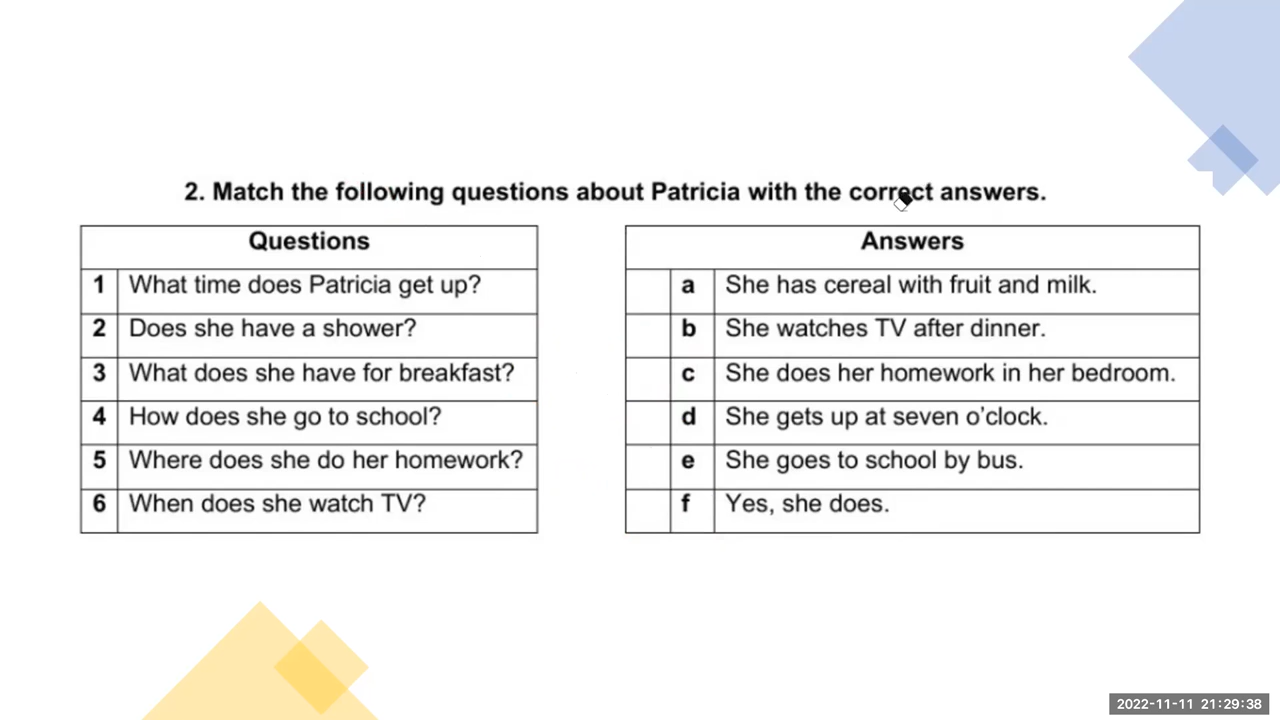 2. Match the following questions about Patricia with the correct answers.
Questions
1 What time does Patricia get up?
2 Does she have a shower?
3 What does she have for breakfast?
4 How does she go to school?
5 Where does she do her homework?
6 When does she watch TV?
Answers
a She has cereal with fruit and milk.
b She watches TV after dinner.
c She does her homework in her bedroom.
d She gets up at seven o’clock.
e She goes to school by bus.
f Yes, she does.
2022-11-11 21:29:38